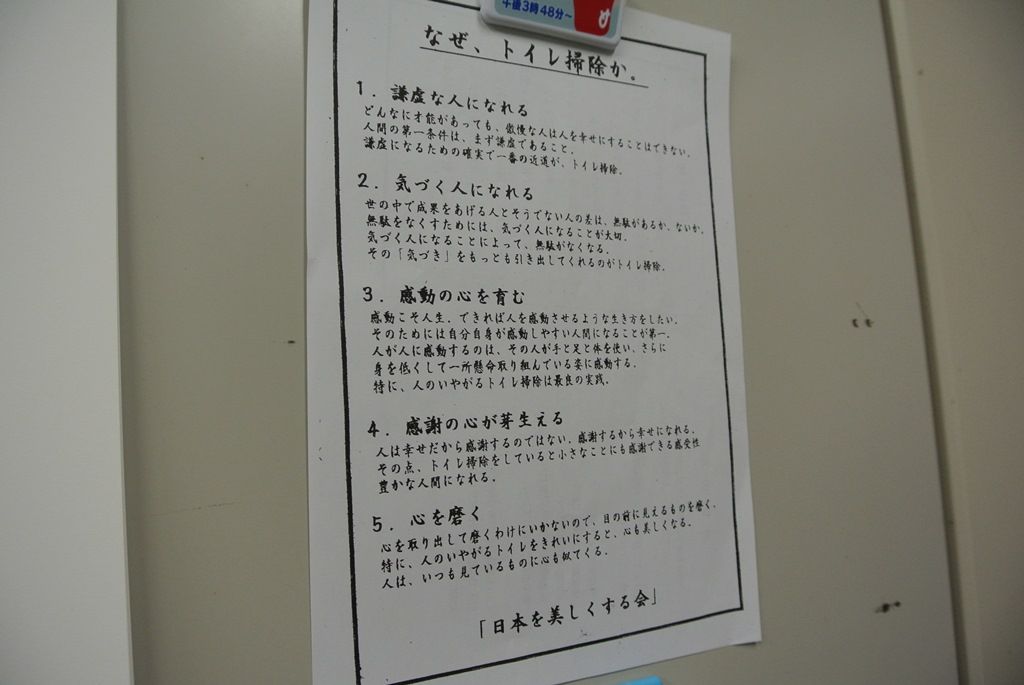 午後3時48分~
なぜ、トイレ掃除か。
1．謙虚な人になれる
どんなに才能があっても、傲慢な人は人を幸せにすることはできない。
人間の第一条件は、まず謙虚であること。
謙虚になるための確実で一番の近道が、トイレ掃除。
2．気づく人になれる
世の中で成果をあげる人とそうでない人の差は、無駄があるか、ないか。
無駄をなくすためには、気づく人になることが大切。
気づく人になることによって、無駄がなくなる。
その「気づき」をもっとも引き出してくれるのがトイレ掃除。
3．感動の心を育む
感動こそ人生。できれば人を感動させるような生き方をしたい。
そのためには自分自身が感動しやすい人間になることが第一。
人が人に感動するのは、その人が手と足と体を使い、さらに
身を低くして一所懸命取り組んでいる姿に感動する。
特に、人のいやがるトイレ掃除は最良の実践。
4．感謝の心が芽生える
人は幸せだから感謝するのではない。感謝するから幸せになれる。
その点、トイレ掃除をしていると小さなことにも感謝できる感受性
豊かな人間になれる。
5．心を磨く
心を取り出して磨くわけにいかないので、目の前に見えるものを磨く。
特に、人のいやがるトイレをきれいにすると、心も美しくなる。
人は、いつも見ているものに心も似てくる。
「日本を美しくする会」